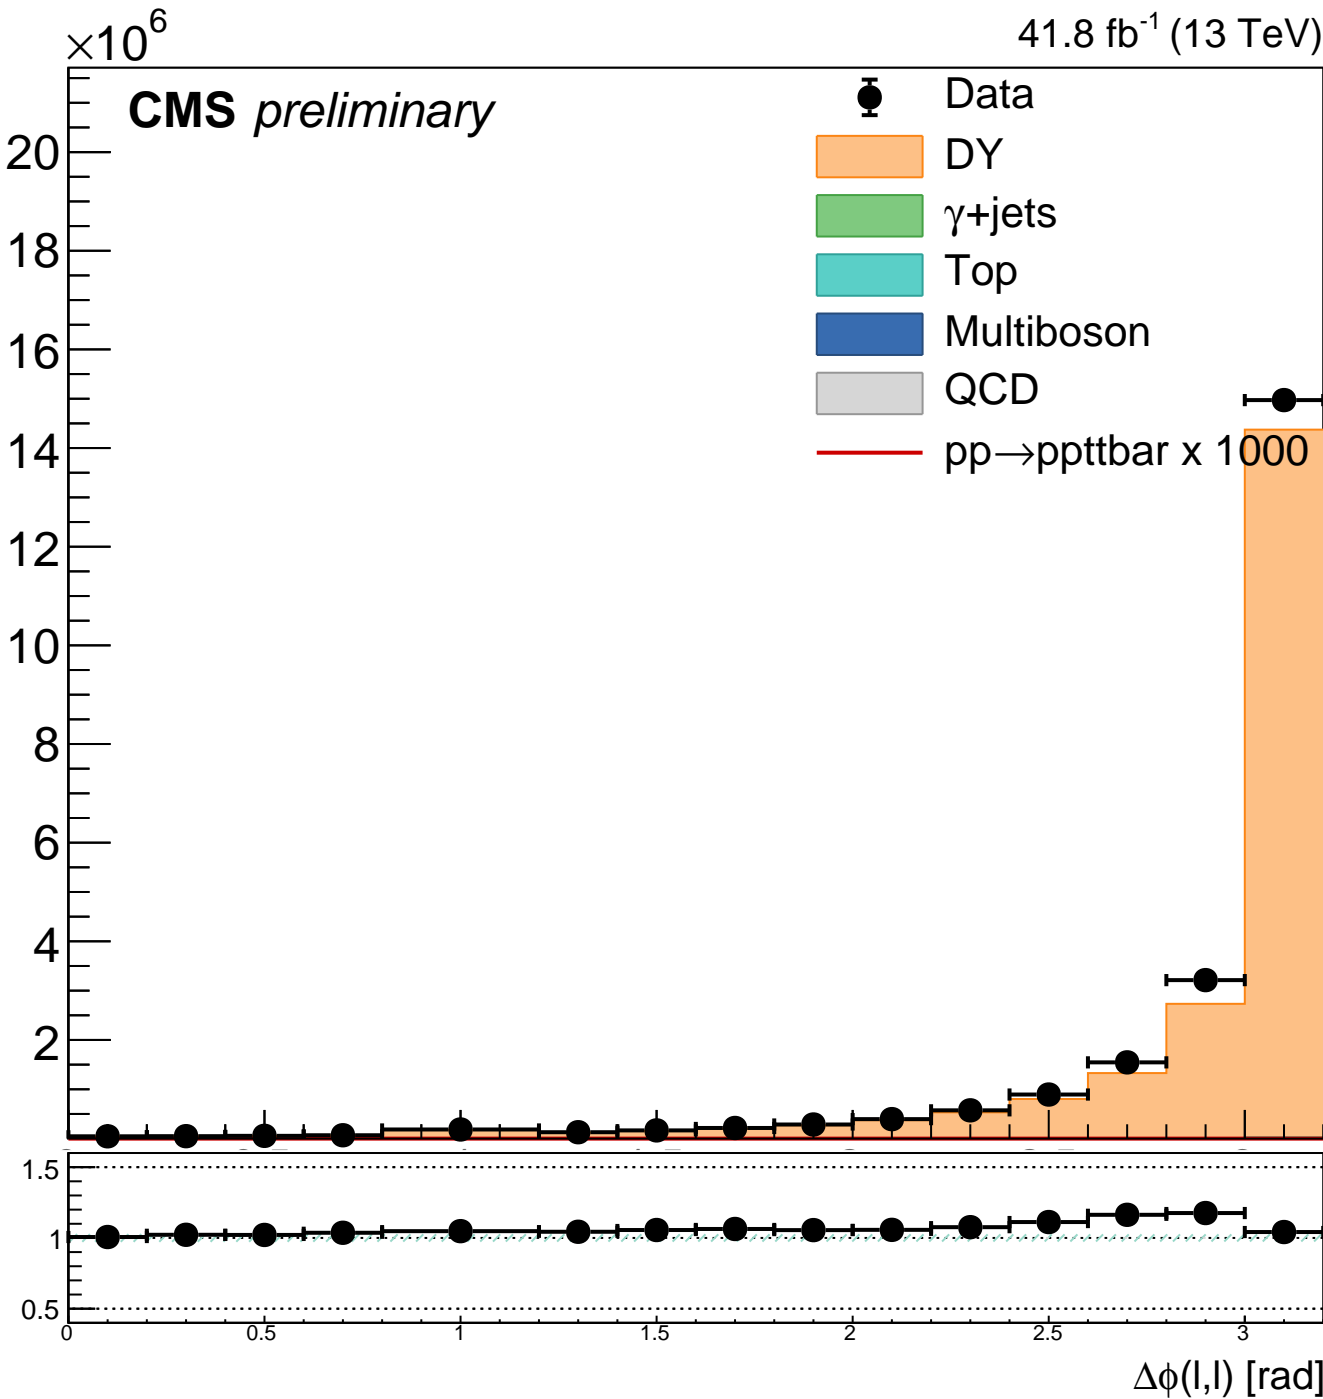 ×10⁶
41.8 fb⁻¹ (13 TeV)
CMS preliminary
Data
DY
γ+jets
Top
Multiboson
QCD
pp→ppttbar x 1000
20
18
16
14
12
10
8
6
4
2
1.5
1
0.5
0 0.5 1 1.5 2 2.5 3
Δϕ(l,l) [rad]